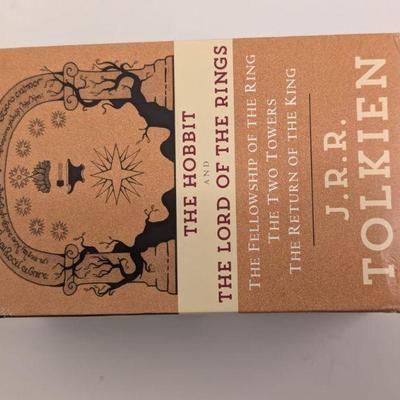 THE HOBBIT
AND
THE LORD OF THE RINGS
THE FELLOWSHIP OF THE RING
THE TWO TOWERS
THE RETURN OF THE KING
J.R.R.
TOLKIEN